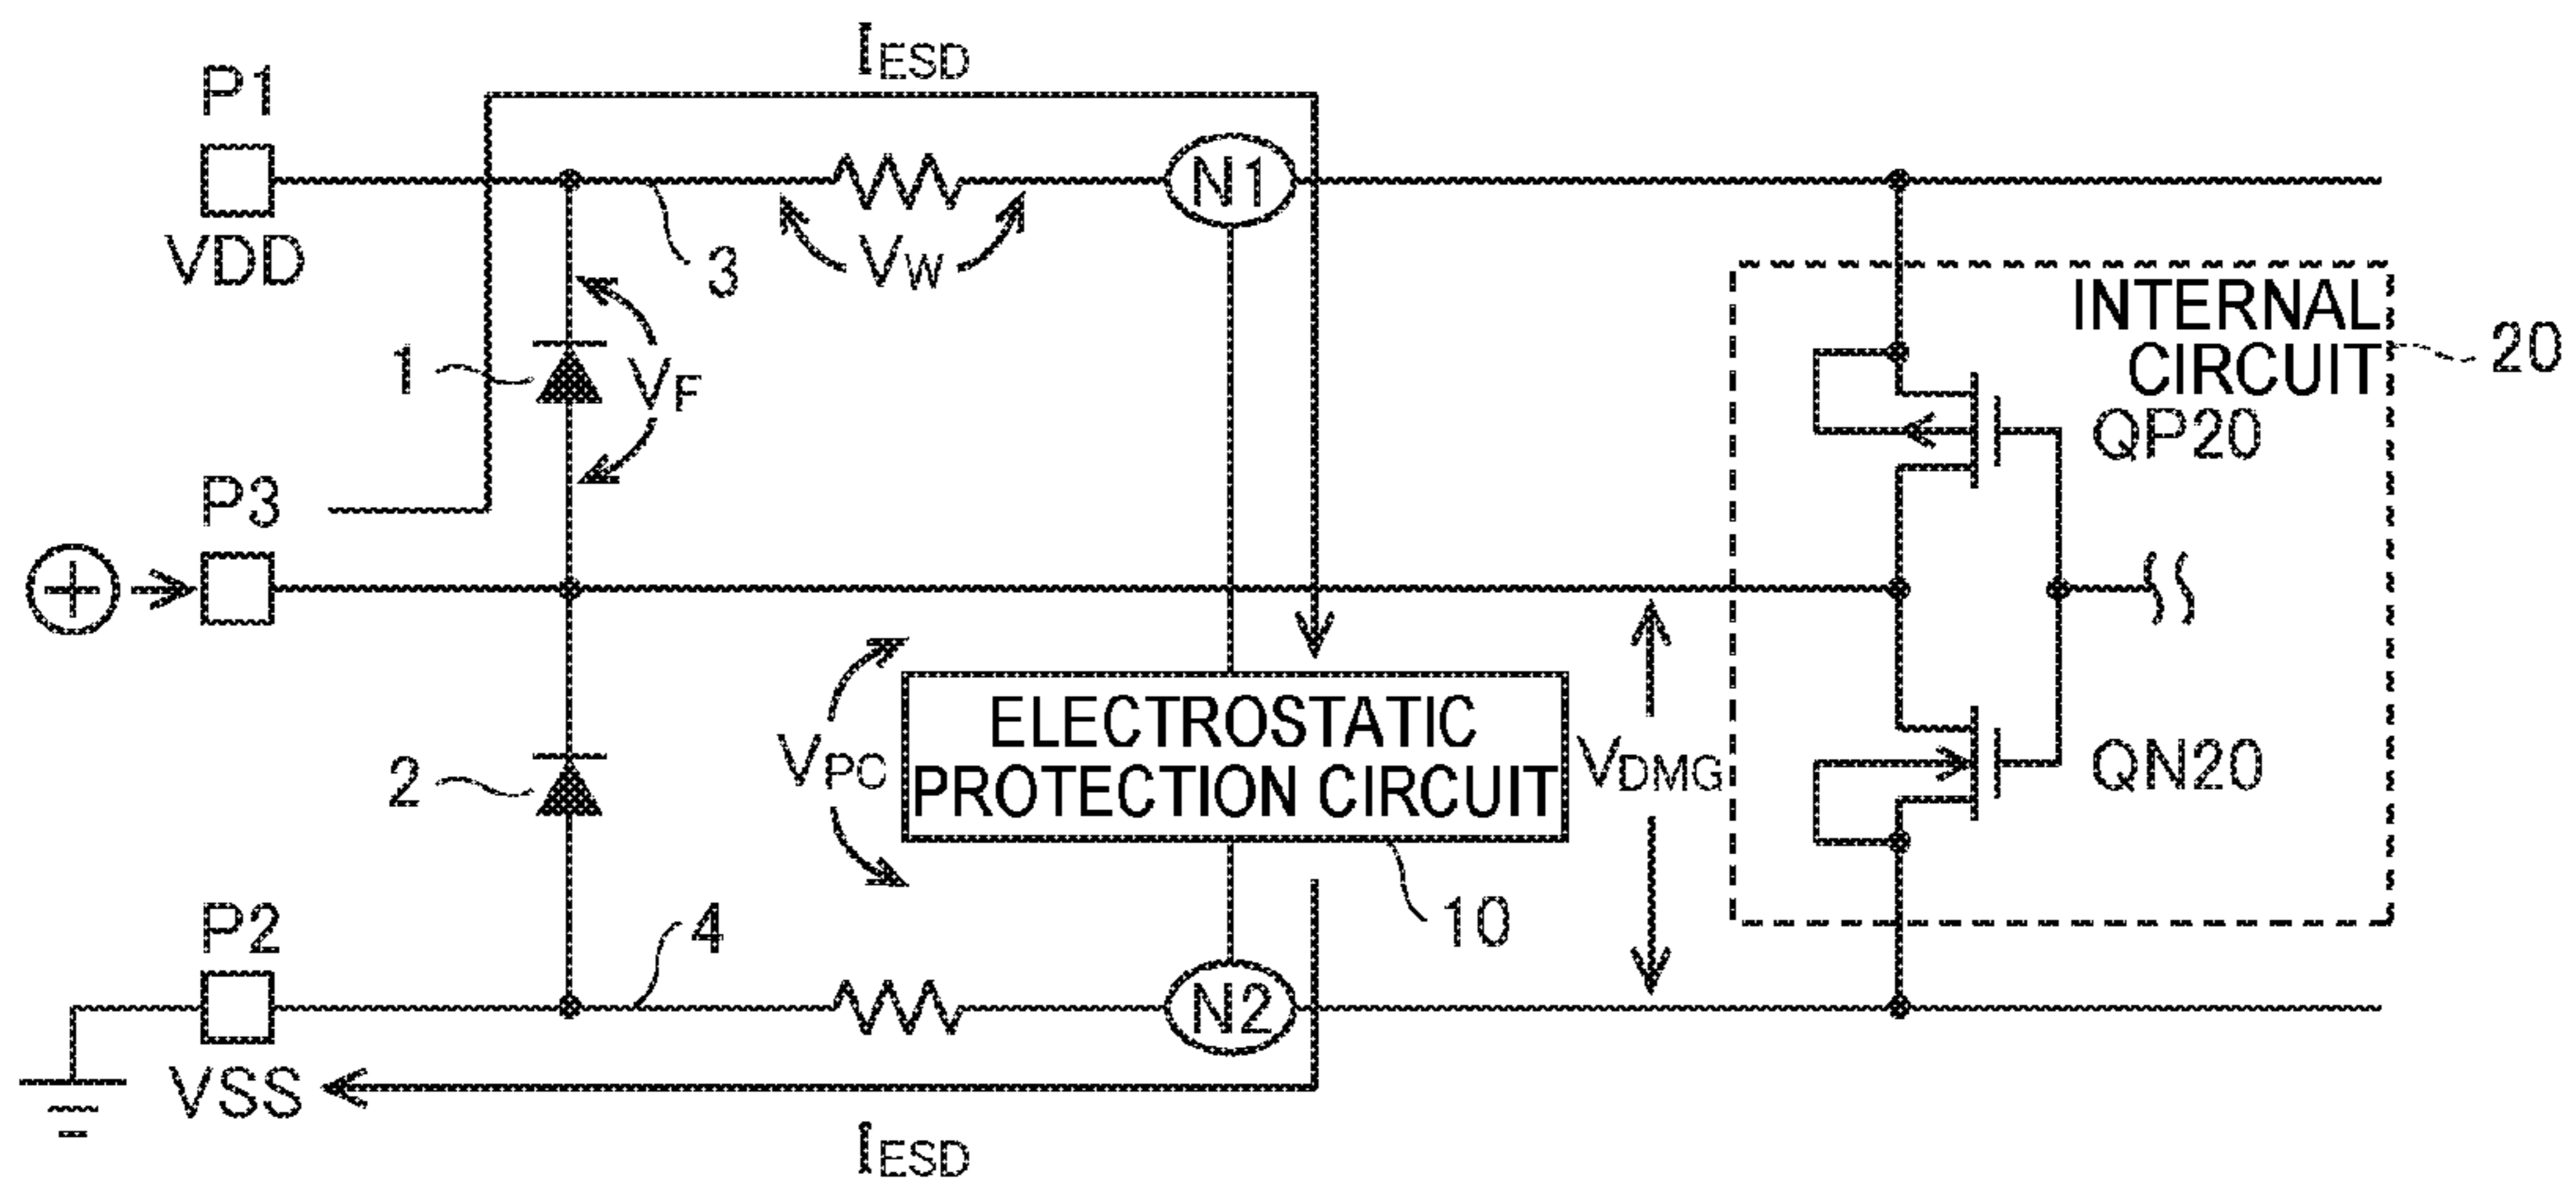 IESD
P1
VDD
3
VW
N1
1
VF
INTERNAL
CIRCUIT
20
QP20
P3
+
ELECTROSTATIC
PROTECTION CIRCUIT
VPC
VDMG
QN20
2
10
P2
4
N2
VSS
IESD